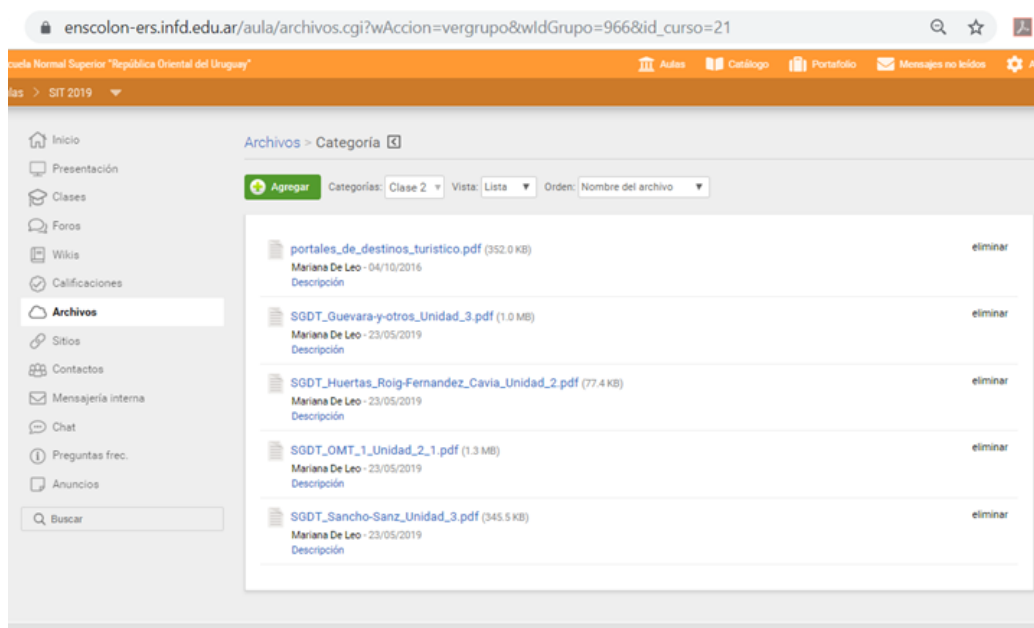 enscolon-ers.infd.edu.ar/aula/archivos.cgi?wAccion=vergrupo&wIdGrupo=966&id_curso=21
cuela Normal Superior "República Oriental del Uruguay"
Aulas
Catálogo
Portafolio
Mensajes no leídos
A
las > SIT 2019
Inicio
Presentación
Clases
Foros
Wikis
Calificaciones
Archivos
Sitios
Contactos
Mensajería interna
Chat
Preguntas frec.
Anuncios
Buscar
Archivos > Categoría
Agregar Categorías: Clase 2 Vista: Lista Orden: Nombre del archivo
portales_de_destinos_turistico.pdf (352.0 KB) eliminar
Mariana De Leo - 04/10/2016
Descripción
SGDT_Guevara-y-otros_Unidad_3.pdf (1.0 MB) eliminar
Mariana De Leo - 23/05/2019
Descripción
SGDT_Huertas_Roig-Fernandez_Cavia_Unidad_2.pdf (77.4 KB) eliminar
Mariana De Leo - 23/05/2019
Descripción
SGDT_OMT_1_Unidad_2_1.pdf (1.3 MB) eliminar
Mariana De Leo - 23/05/2019
Descripción
SGDT_Sancho-Sanz_Unidad_3.pdf (345.5 KB) eliminar
Mariana De Leo - 23/05/2019
Descripción